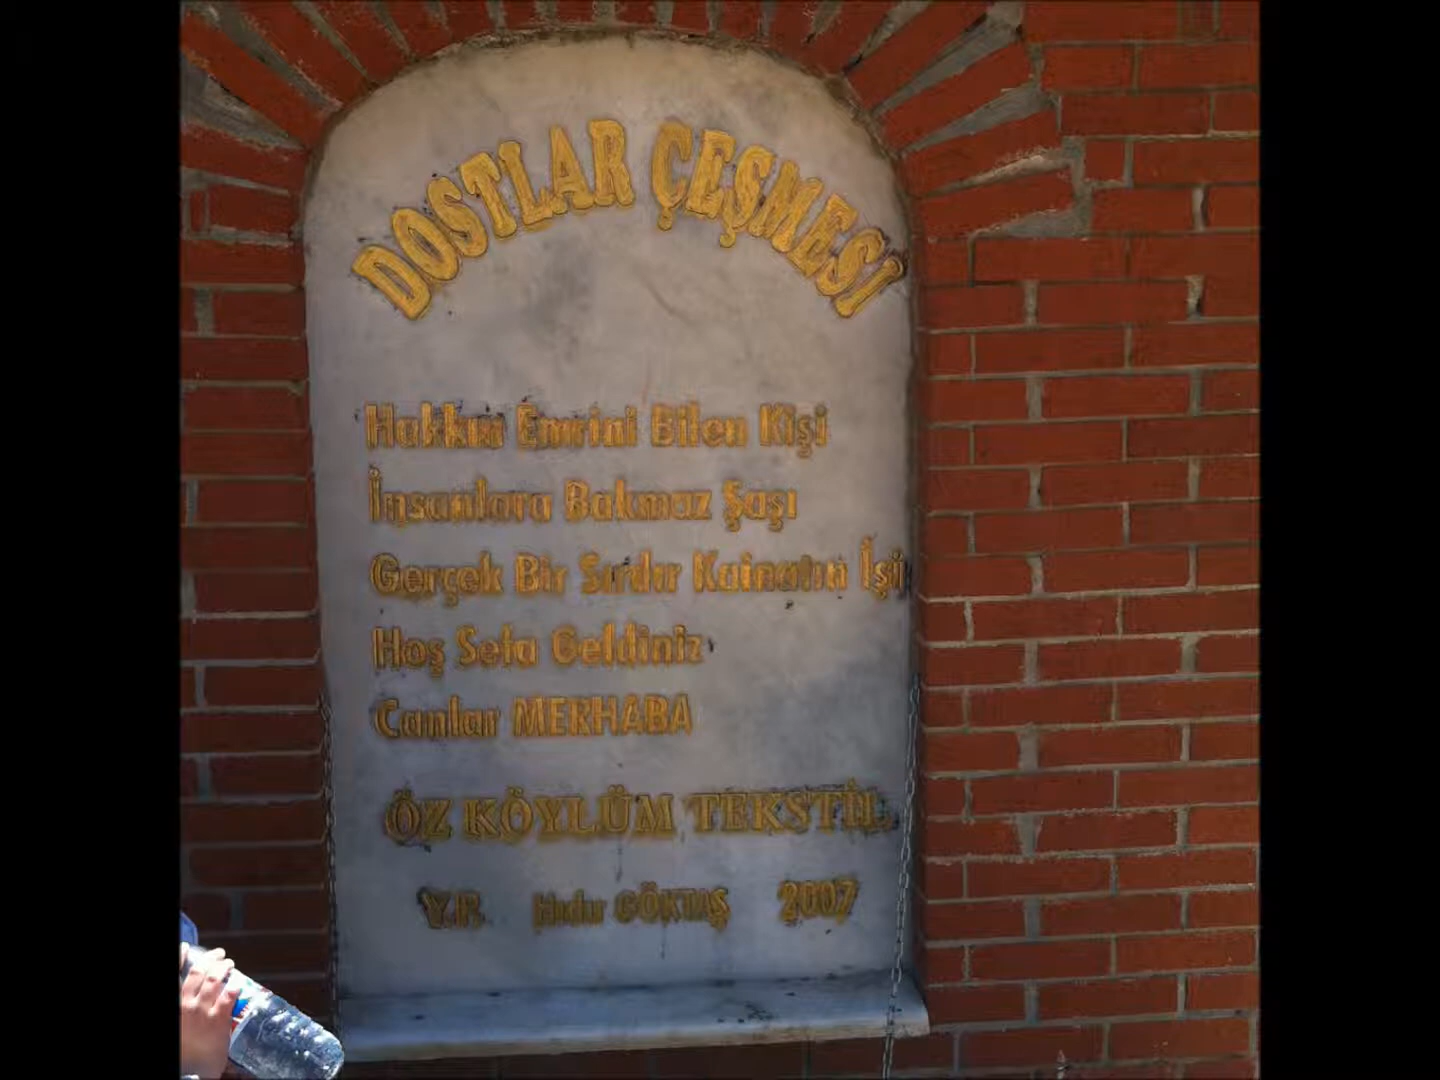 DOSTLAR ÇEŞMESİ
Hakkın Emrini Bilen Kişi
İnsanlara Bakmaz Şaşı
Gerçek Bir Sırdır Kainatın İşi
Hoş Sefa Geldiniz
Canlar MERHABA
ÖZ KÖYLÜM TEKSTİL
Y.P. Hıdır GÖKTAŞ 2007